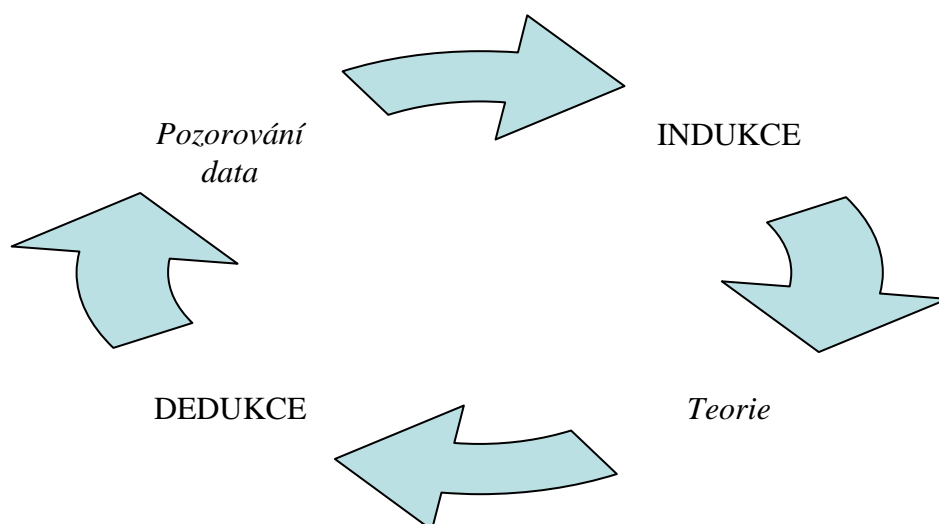 Pozorování
data
INDUKCE
DEDUKCE
Teorie